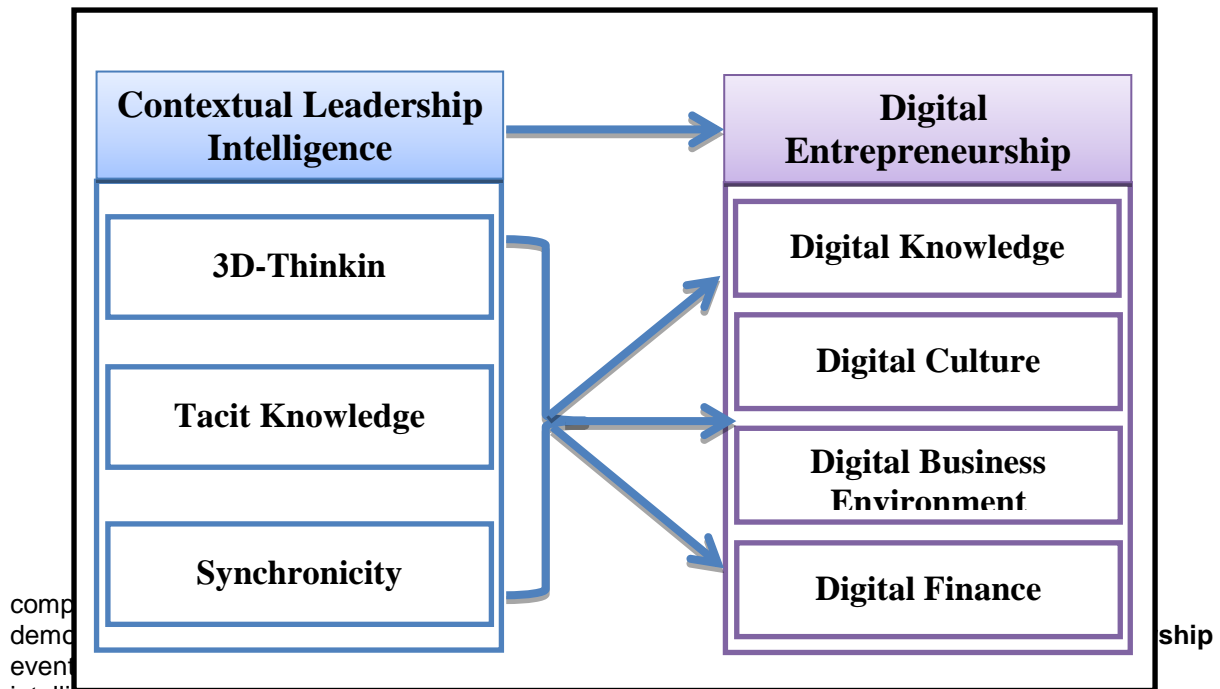 Contextual Leadership
Intelligence
Digital
Entrepreneurship
3D-Thinkin
Tacit Knowledge
Synchronicity
Digital Knowledge
Digital Culture
Digital Business
Environment
Digital Finance
comp
demo
ship
event